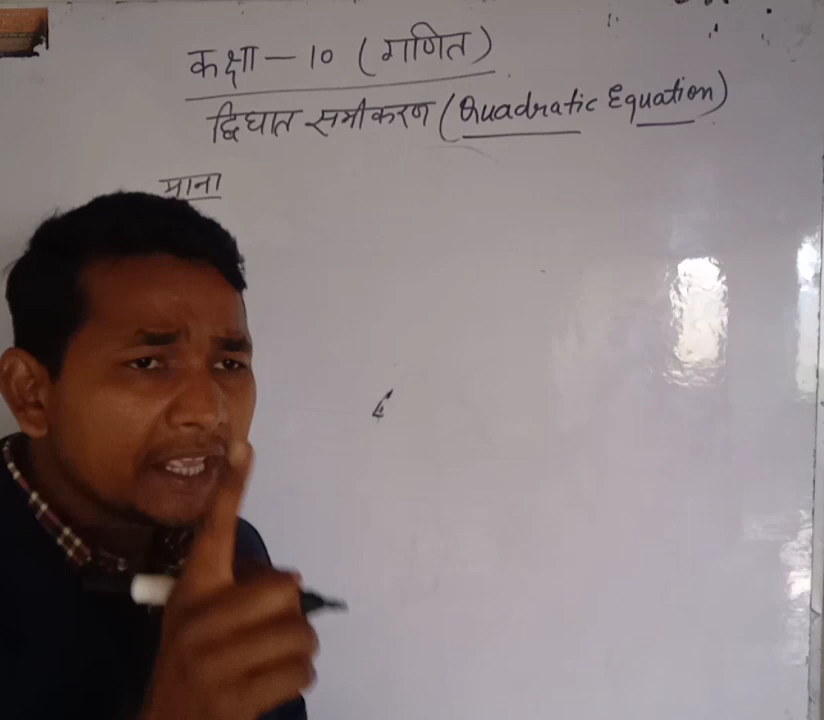 कक्षा — 10 (गणित)
द्विघात समीकरण (Quadratic Equation)
माना